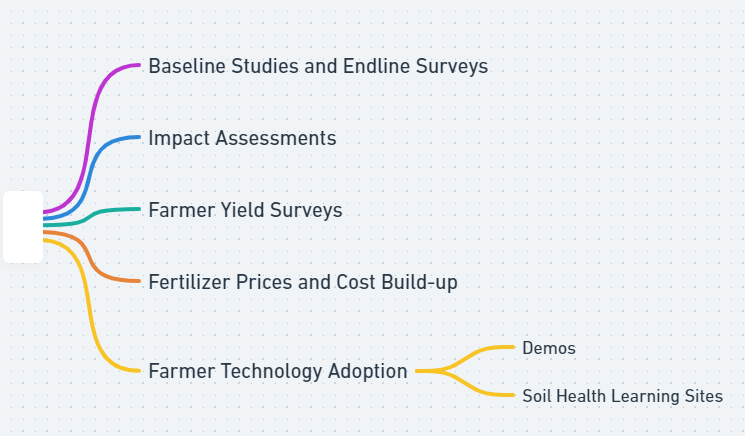 Baseline Studies and Endline Surveys
Impact Assessments
Farmer Yield Surveys
Fertilizer Prices and Cost Build-up
Farmer Technology Adoption
Demos
Soil Health Learning Sites